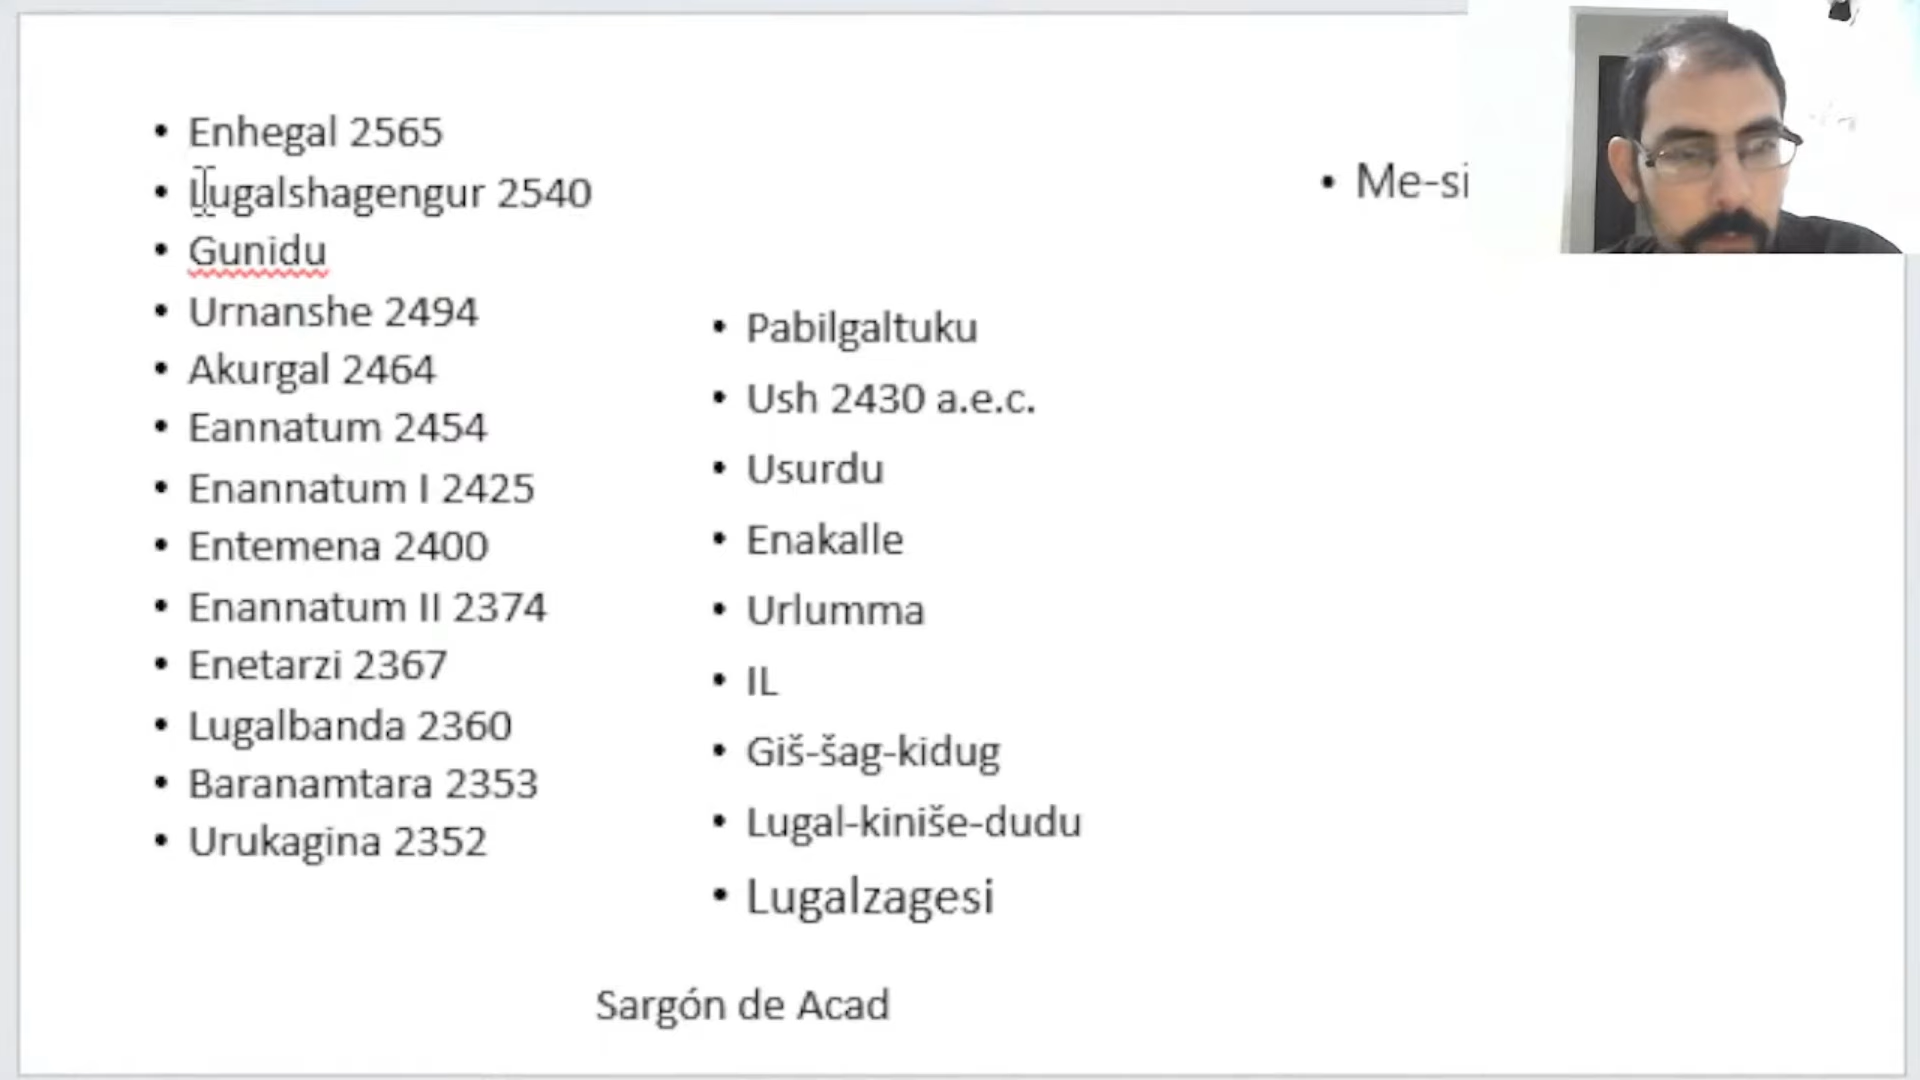 • Enhegal 2565
• Lugalshagengur 2540
• Gunidu
• Urnanshe 2494
• Akurgal 2464
• Eannatum 2454
• Enannatum I 2425
• Entemena 2400
• Enannatum II 2374
• Enetarzi 2367
• Lugalbanda 2360
• Baranamtara 2353
• Urukagina 2352
• Pabilgaltuku
• Ush 2430 a.e.c.
• Usurdu
• Enakalle
• Urlumma
• IL
• Giš-šag-kidug
• Lugal-kiniše-dudu
• Lugalzagesi
• Me-si
Sargón de Acad